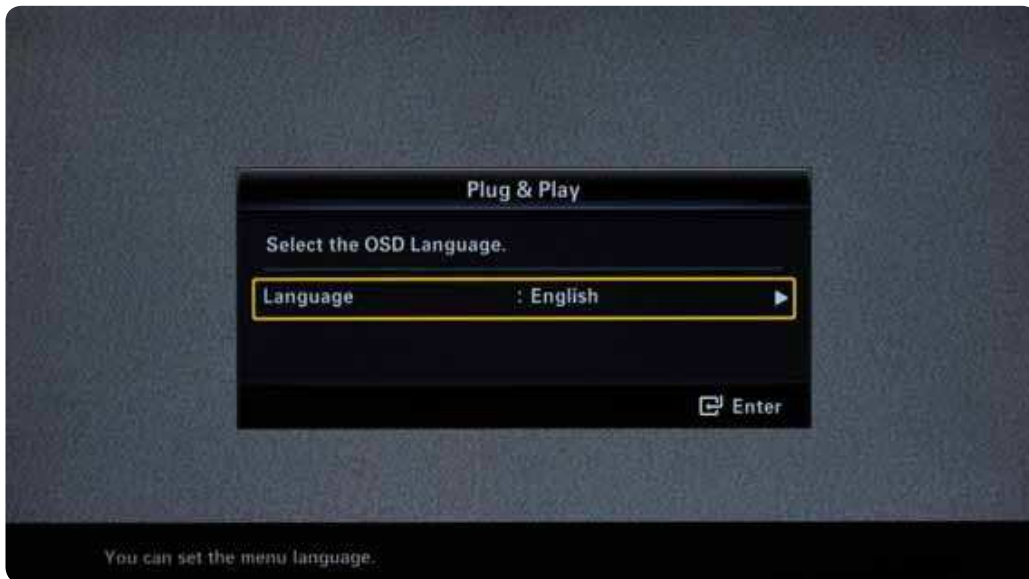 Plug & Play
Select the OSD Language.
Language : English
Enter
You can set the menu language.